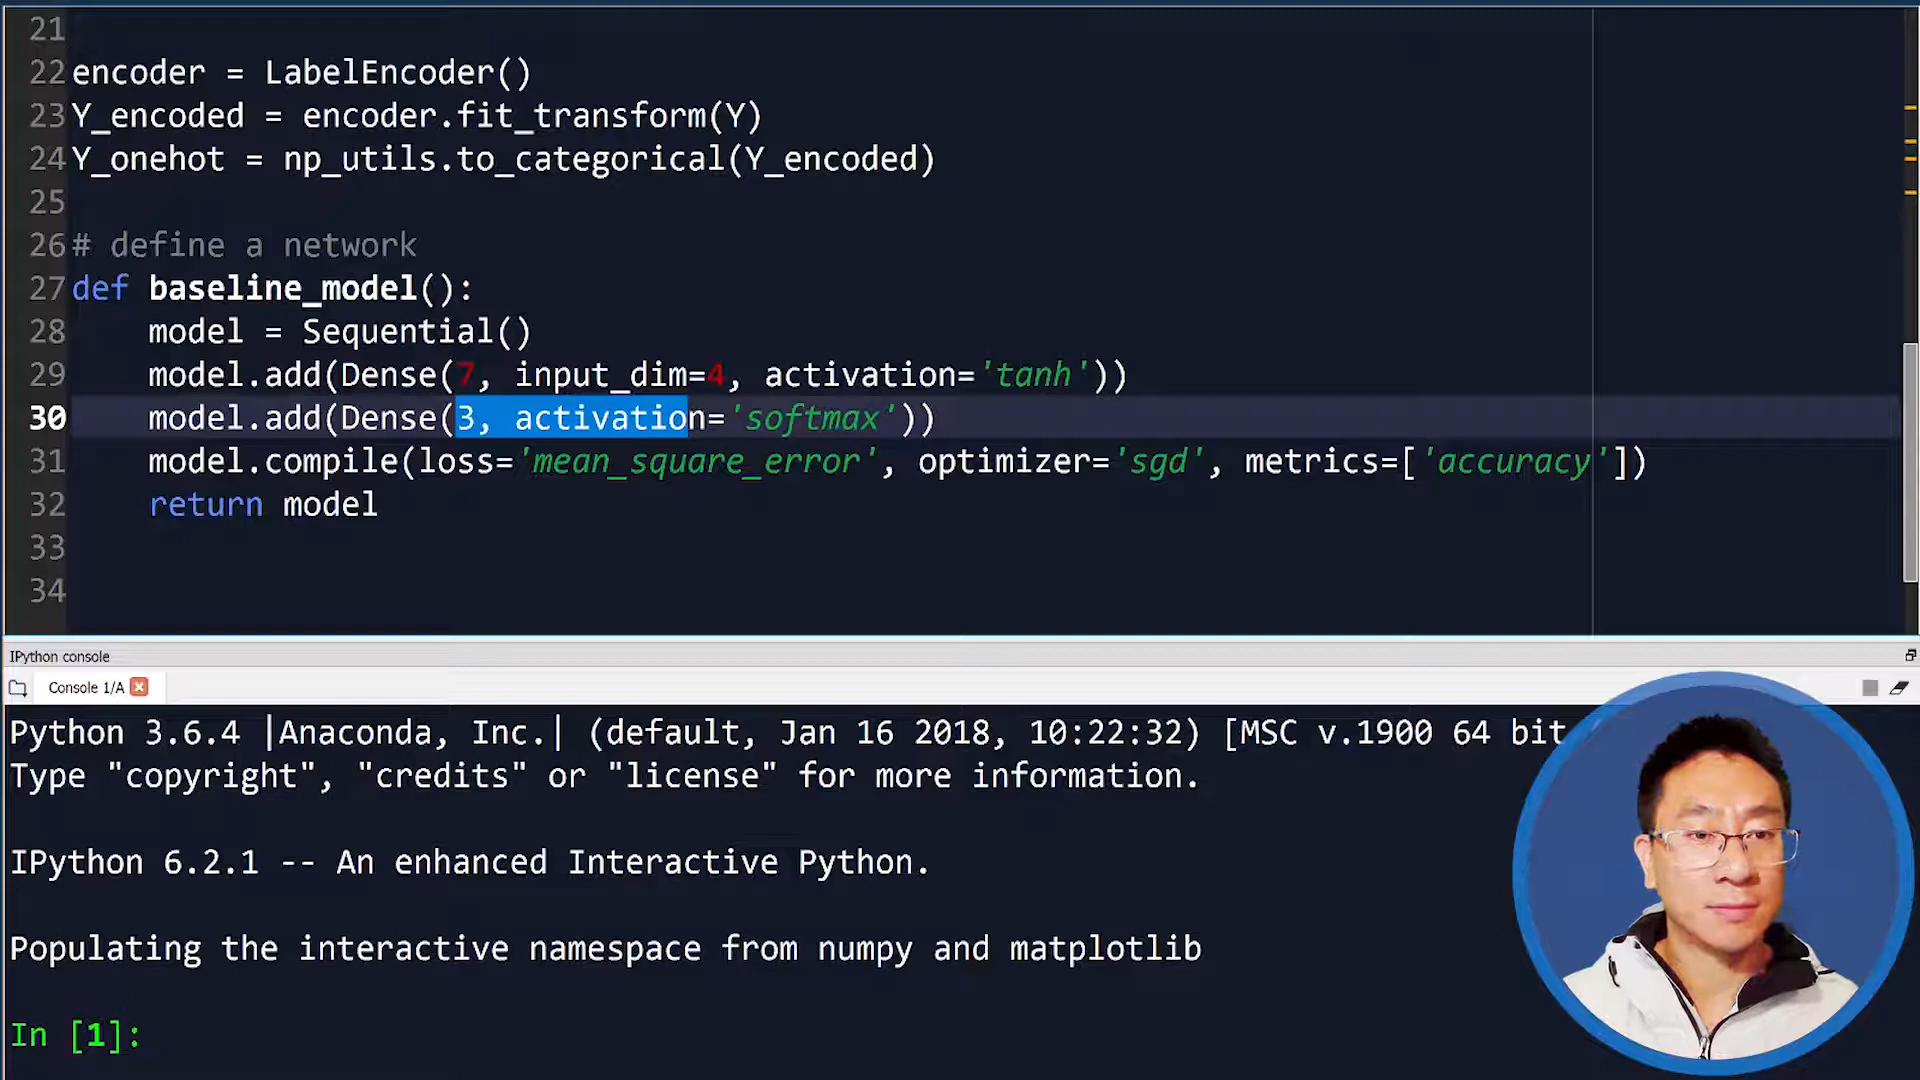 21
22 encoder = LabelEncoder()
23 Y_encoded = encoder.fit_transform(Y)
24 Y_onehot = np_utils.to_categorical(Y_encoded)
25
26 # define a network
27 def baseline_model():
28     model = Sequential()
29     model.add(Dense(7, input_dim=4, activation='tanh'))
30     model.add(Dense(3, activation='softmax'))
31     model.compile(loss='mean_square_error', optimizer='sgd', metrics=['accuracy'])
32     return model
33
34
IPython console
Console 1/A
Python 3.6.4 |Anaconda, Inc.| (default, Jan 16 2018, 10:22:32) [MSC v.1900 64 bit
Type "copyright", "credits" or "license" for more information.
IPython 6.2.1 -- An enhanced Interactive Python.
Populating the interactive namespace from numpy and matplotlib
In [1]: